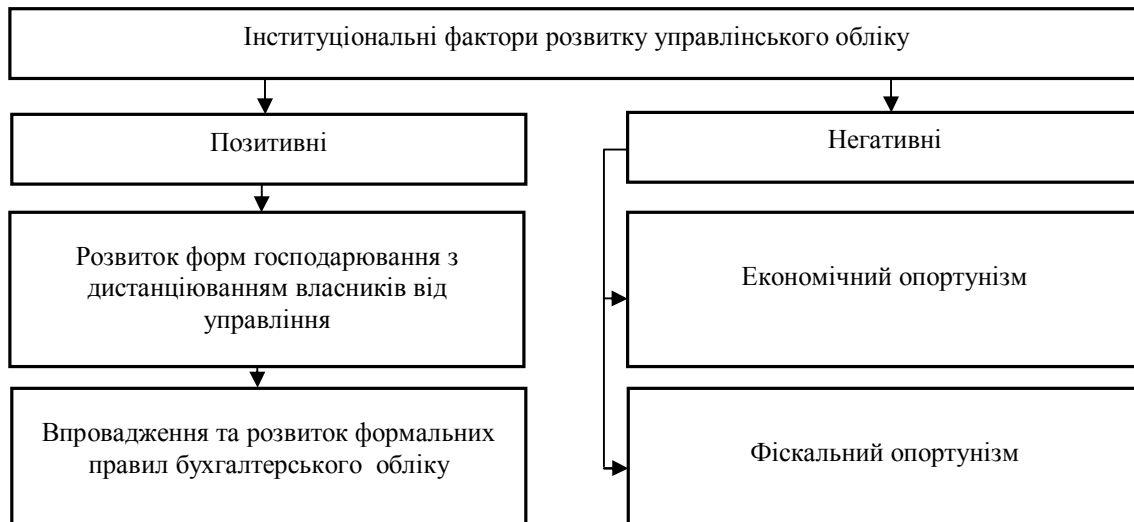 Інституціональні фактори розвитку управлінського обліку
Позитивні
Негативні
Розвиток форм господарювання з
дистанціюванням власників від
управління
Економічний опортунізм
Впровадження та розвиток формальних
правил бухгалтерського обліку
Фіскальний опортунізм